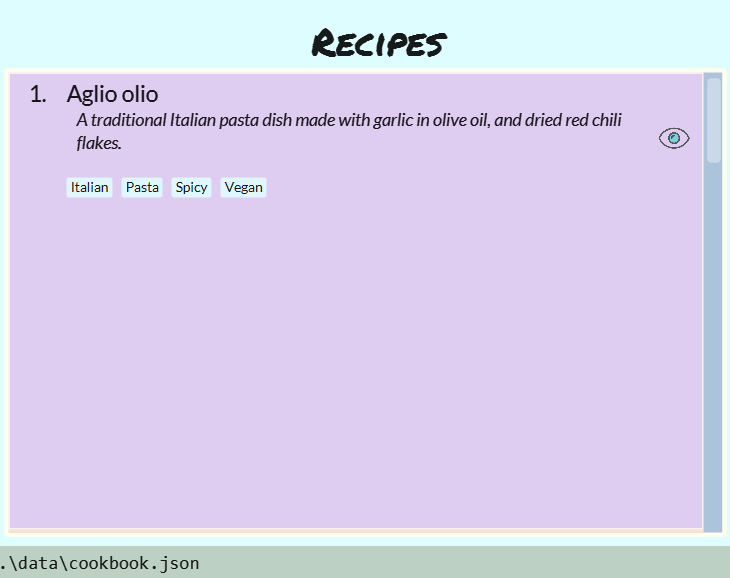 Recipes
1. Aglio olio
A traditional Italian pasta dish made with garlic in olive oil, and dried red chili
flakes.
Italian Pasta Spicy Vegan
.\data\cookbook.json